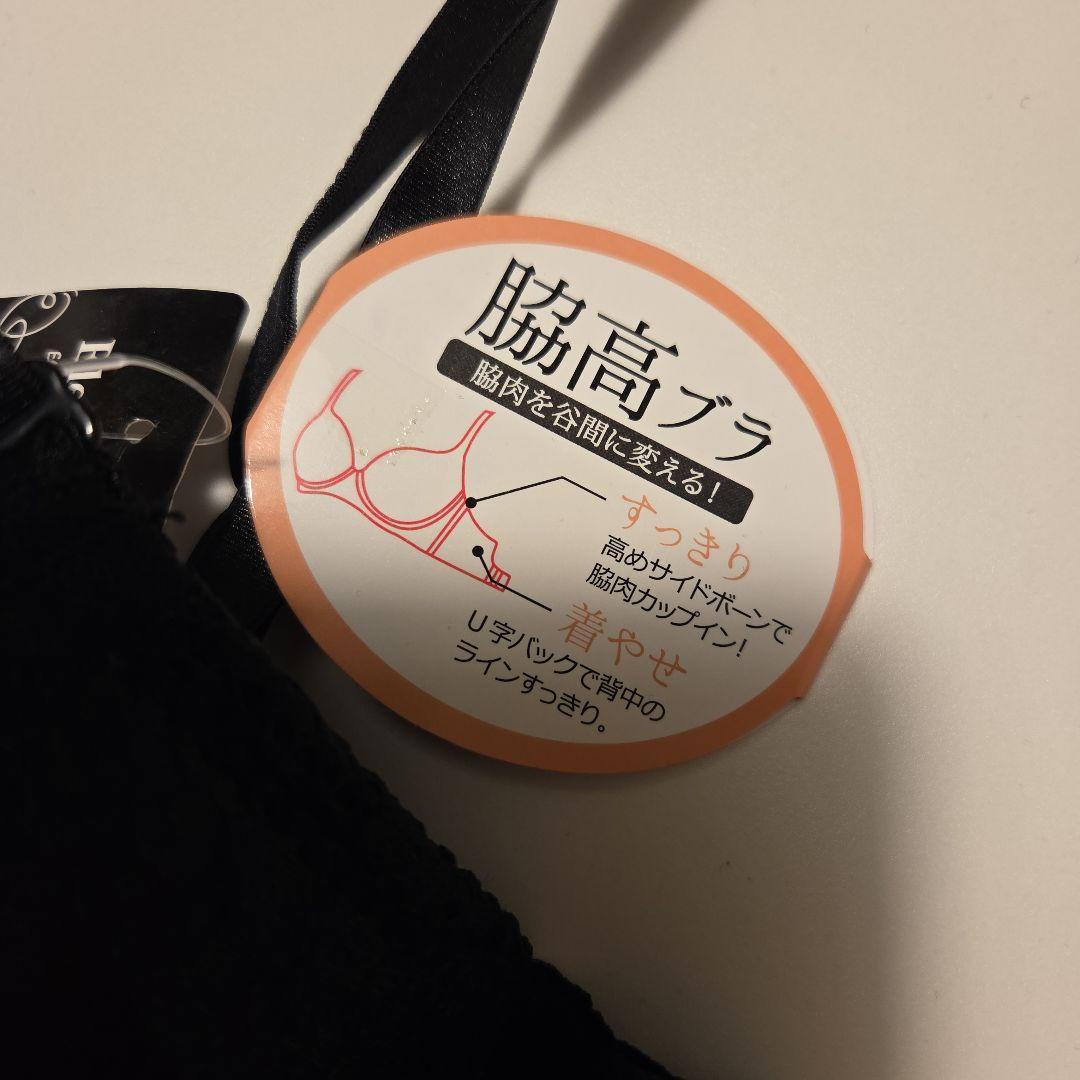 脇高ブラ
脇肉を谷間に変える!
すっきり
高めサイドボーンで
脇肉カップイン!
着やせ
U字バックで背中の
ラインすっきり。